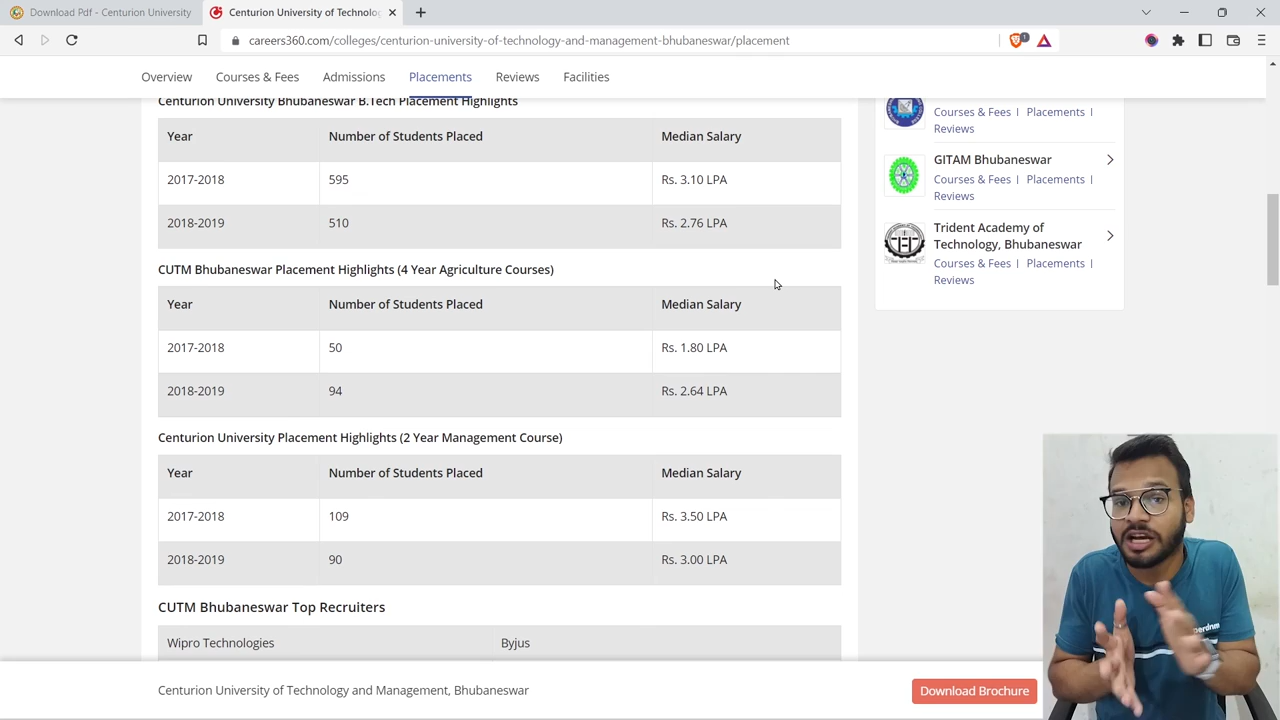 Download Pdf - Centurion University
Centurion University of Technolo
careers360.com/colleges/centurion-university-of-technology-and-management-bhubaneswar/placement
1
Overview
Courses & Fees
Admissions
Placements
Reviews
Facilities
Centurion University Bhubaneswar B.Tech Placement Highlights
Year Number of Students Placed Median Salary
2017-2018 595 Rs. 3.10 LPA
2018-2019 510 Rs. 2.76 LPA
CUTM Bhubaneswar Placement Highlights (4 Year Agriculture Courses)
Year Number of Students Placed Median Salary
2017-2018 50 Rs. 1.80 LPA
2018-2019 94 Rs. 2.64 LPA
Centurion University Placement Highlights (2 Year Management Course)
Year Number of Students Placed Median Salary
2017-2018 109 Rs. 3.50 LPA
2018-2019 90 Rs. 3.00 LPA
CUTM Bhubaneswar Top Recruiters
Wipro Technologies Byjus
Courses & Fees | Placements |
Reviews
GITAM Bhubaneswar
Courses & Fees | Placements |
Reviews
Trident Academy of
Technology, Bhubaneswar
Courses & Fees | Placements |
Reviews
Centurion University of Technology and Management, Bhubaneswar
Download Brochure